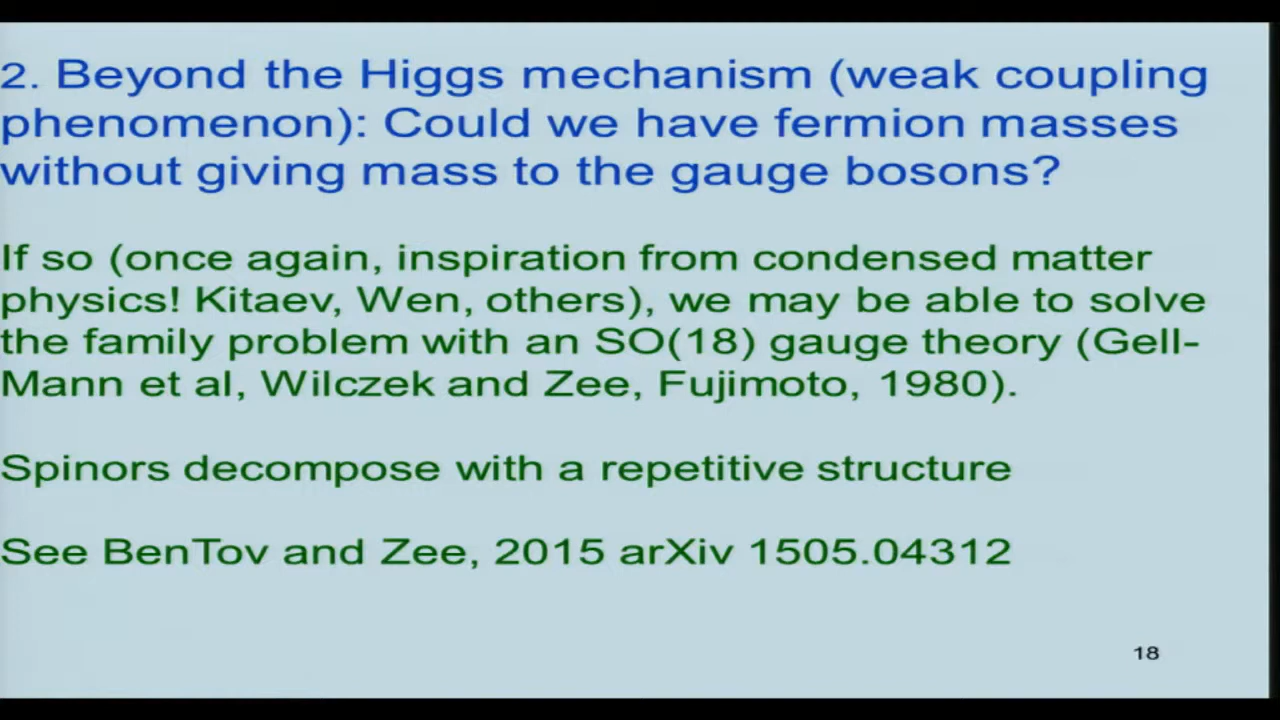 2. Beyond the Higgs mechanism (weak coupling
phenomenon): Could we have fermion masses
without giving mass to the gauge bosons?
If so (once again, inspiration from condensed matter
physics! Kitaev, Wen, others), we may be able to solve
the family problem with an SO(18) gauge theory (Gell-
Mann et al, Wilczek and Zee, Fujimoto, 1980).
Spinors decompose with a repetitive structure
See BenTov and Zee, 2015 arXiv 1505.04312
18